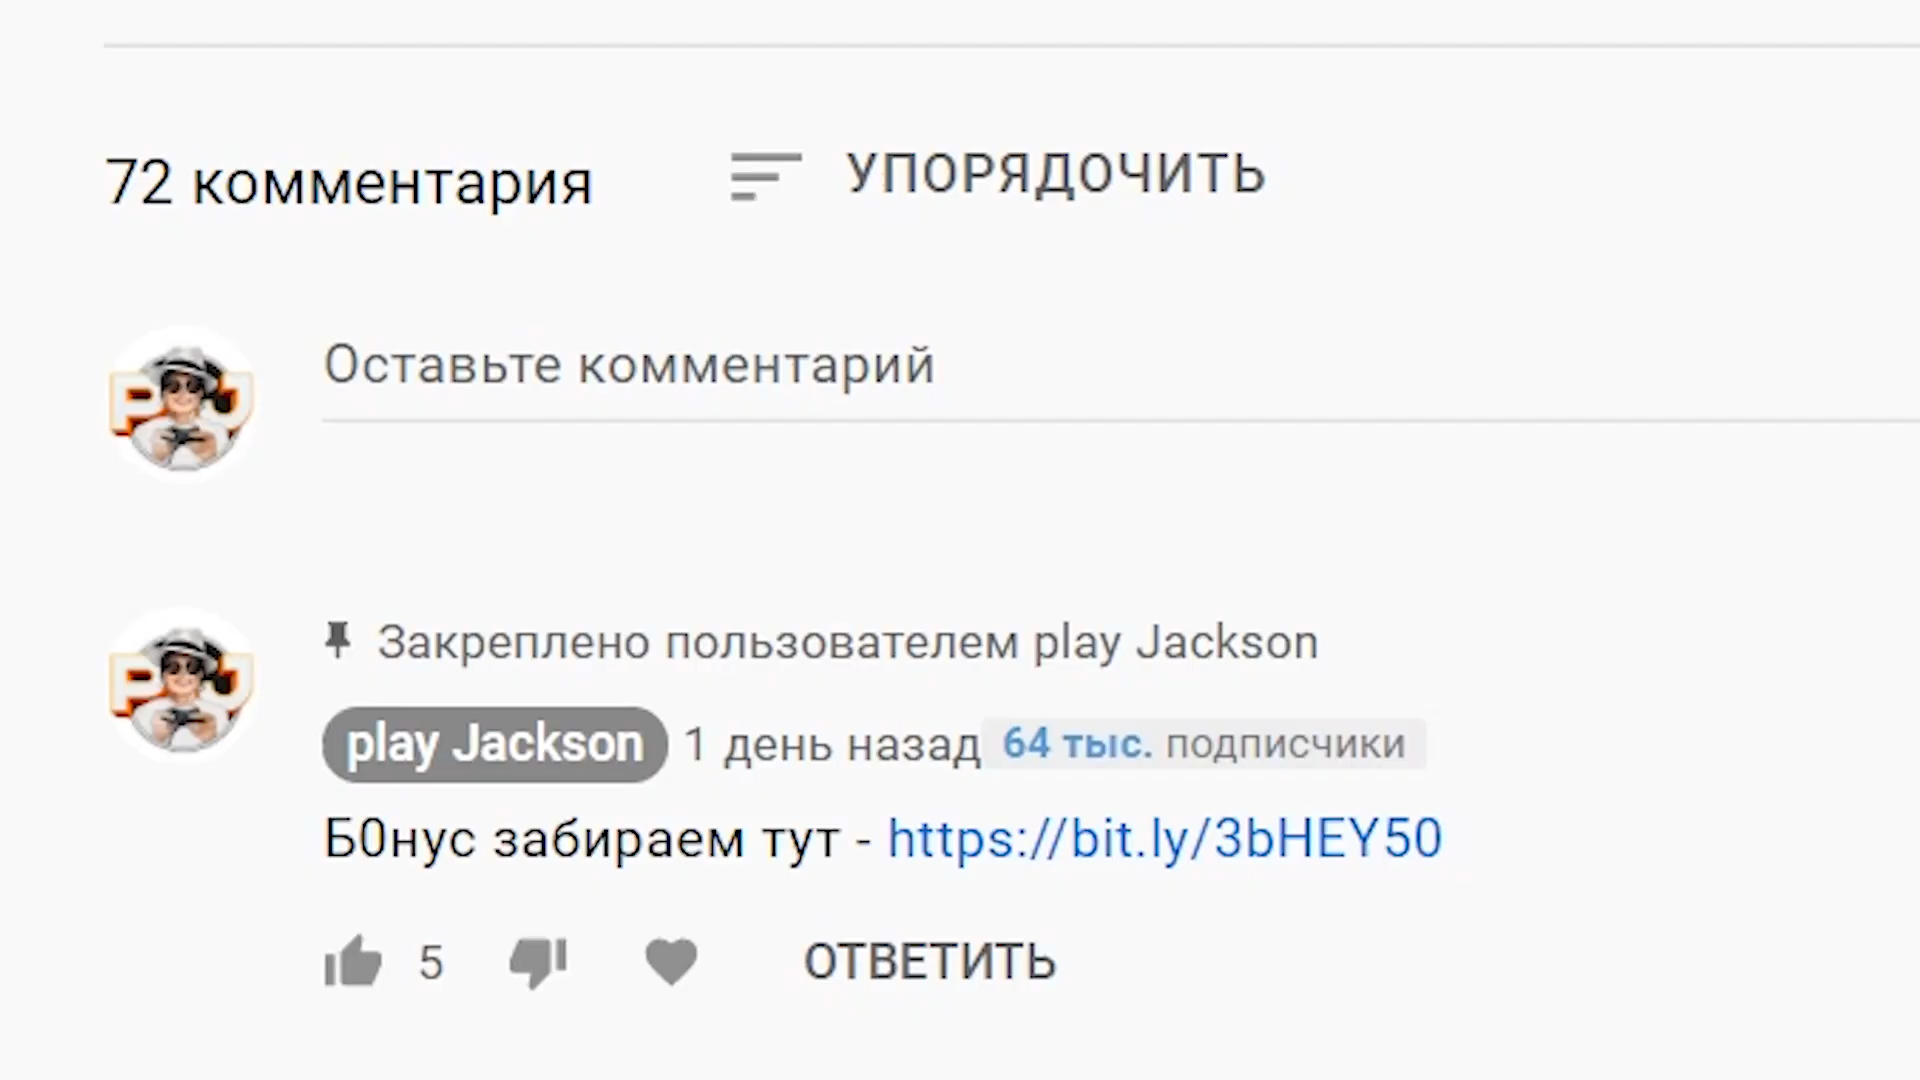 72 комментария
УПОРЯДОЧИТЬ
Оставьте комментарий
Закреплено пользователем play Jackson
play Jackson 1 день назад 64 тыс. подписчики
Б0нус забираем тут - https://bit.ly/3bHEY50
5 ОТВЕТИТЬ